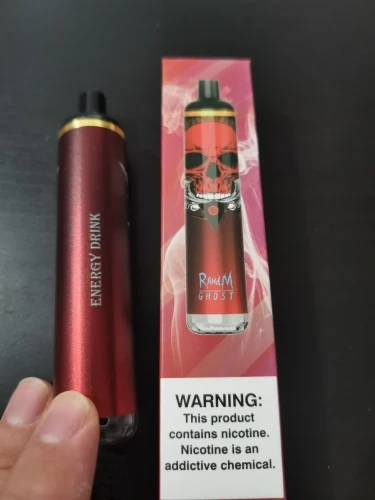 ENERGY DRINK
RandM
GHOST
WARNING:
This product
contains nicotine.
Nicotine is an
addictive chemical.